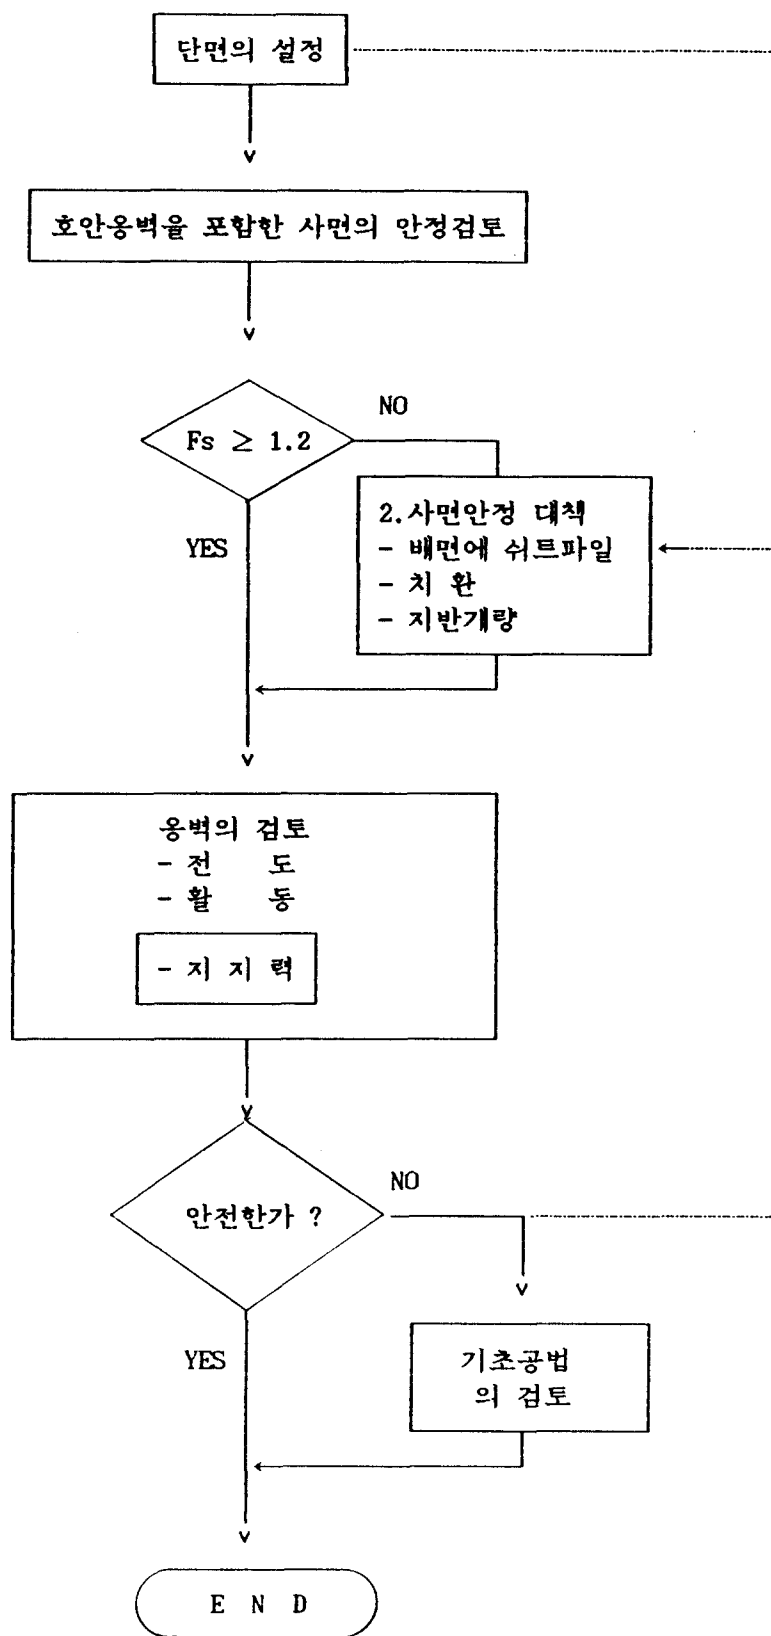 단면의 설정
호안옹벽을 포함한 사면의 안정검토
Fs ≥ 1.2
NO
YES
2.사면안정 대책
- 배면에 쉬트파일
- 치 환
- 지반개량
옹벽의 검토
- 전 도
- 활 동
- 지 지 력
안전한가 ?
NO
YES
기초공법
의 검토
E N D